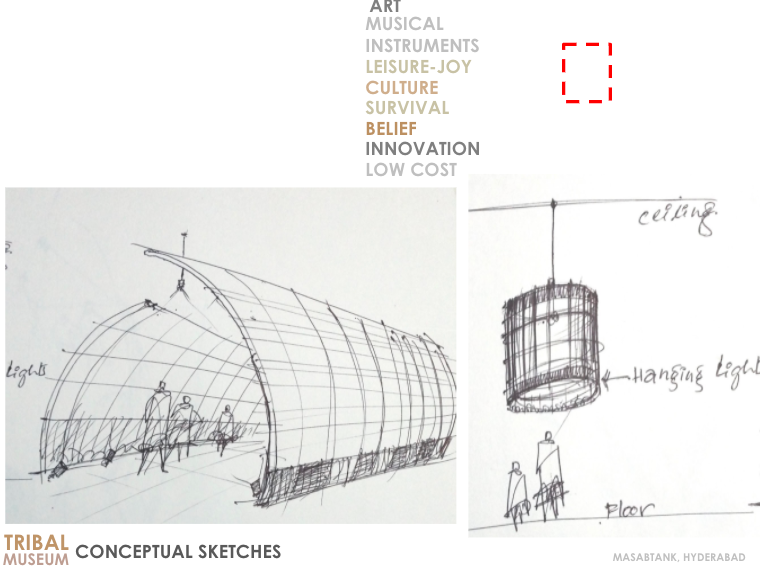 ART
MUSICAL
INSTRUMENTS
LEISURE-JOY
CULTURE
SURVIVAL
BELIEF
INNOVATION
LOW COST
ceiling
lights
Hanging light
Floor
TRIBAL
MUSEUM
CONCEPTUAL SKETCHES
MASABTANK, HYDERABAD